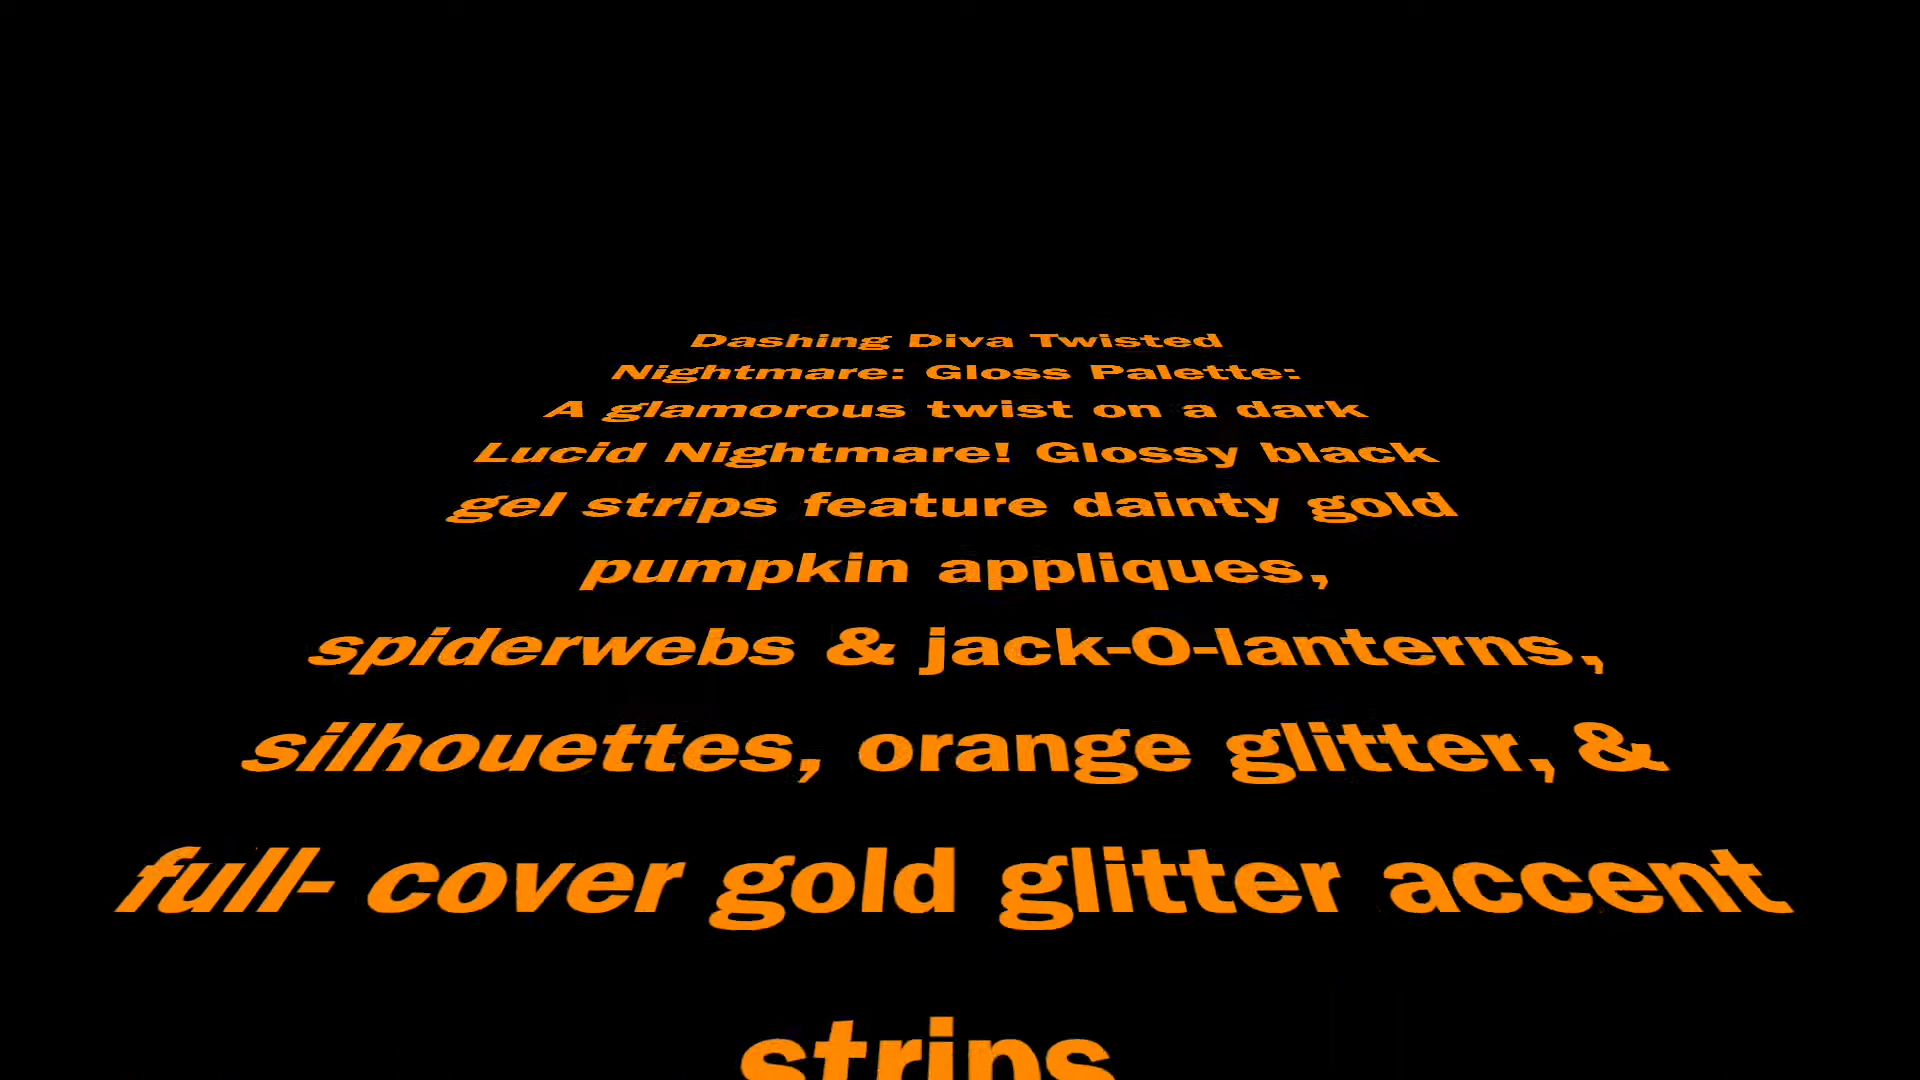 Dashing Diva Twisted
Nightmare: Gloss Palette:
A glamorous twist on a dark
Lucid Nightmare! Glossy black
gel strips feature dainty gold
pumpkin appliques,
spiderwebs & jack-O-lanterns,
silhouettes, orange glitter, &
full- cover gold glitter accent
strips